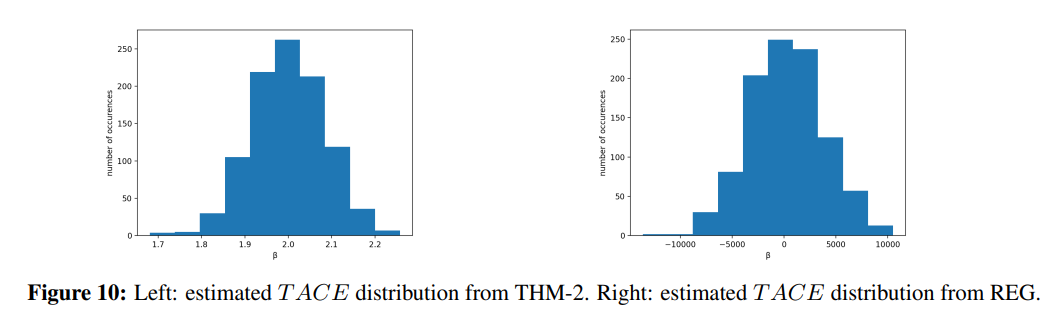 250
200
150
100
50
0
number of occurences
1.7 1.8 1.9 2.0 2.1 2.2
β
250
200
150
100
50
0
number of occurences
−10000 −5000 0 5000 10000
β
Figure 10: Left: estimated TACE distribution from THM-2. Right: estimated TACE distribution from REG.